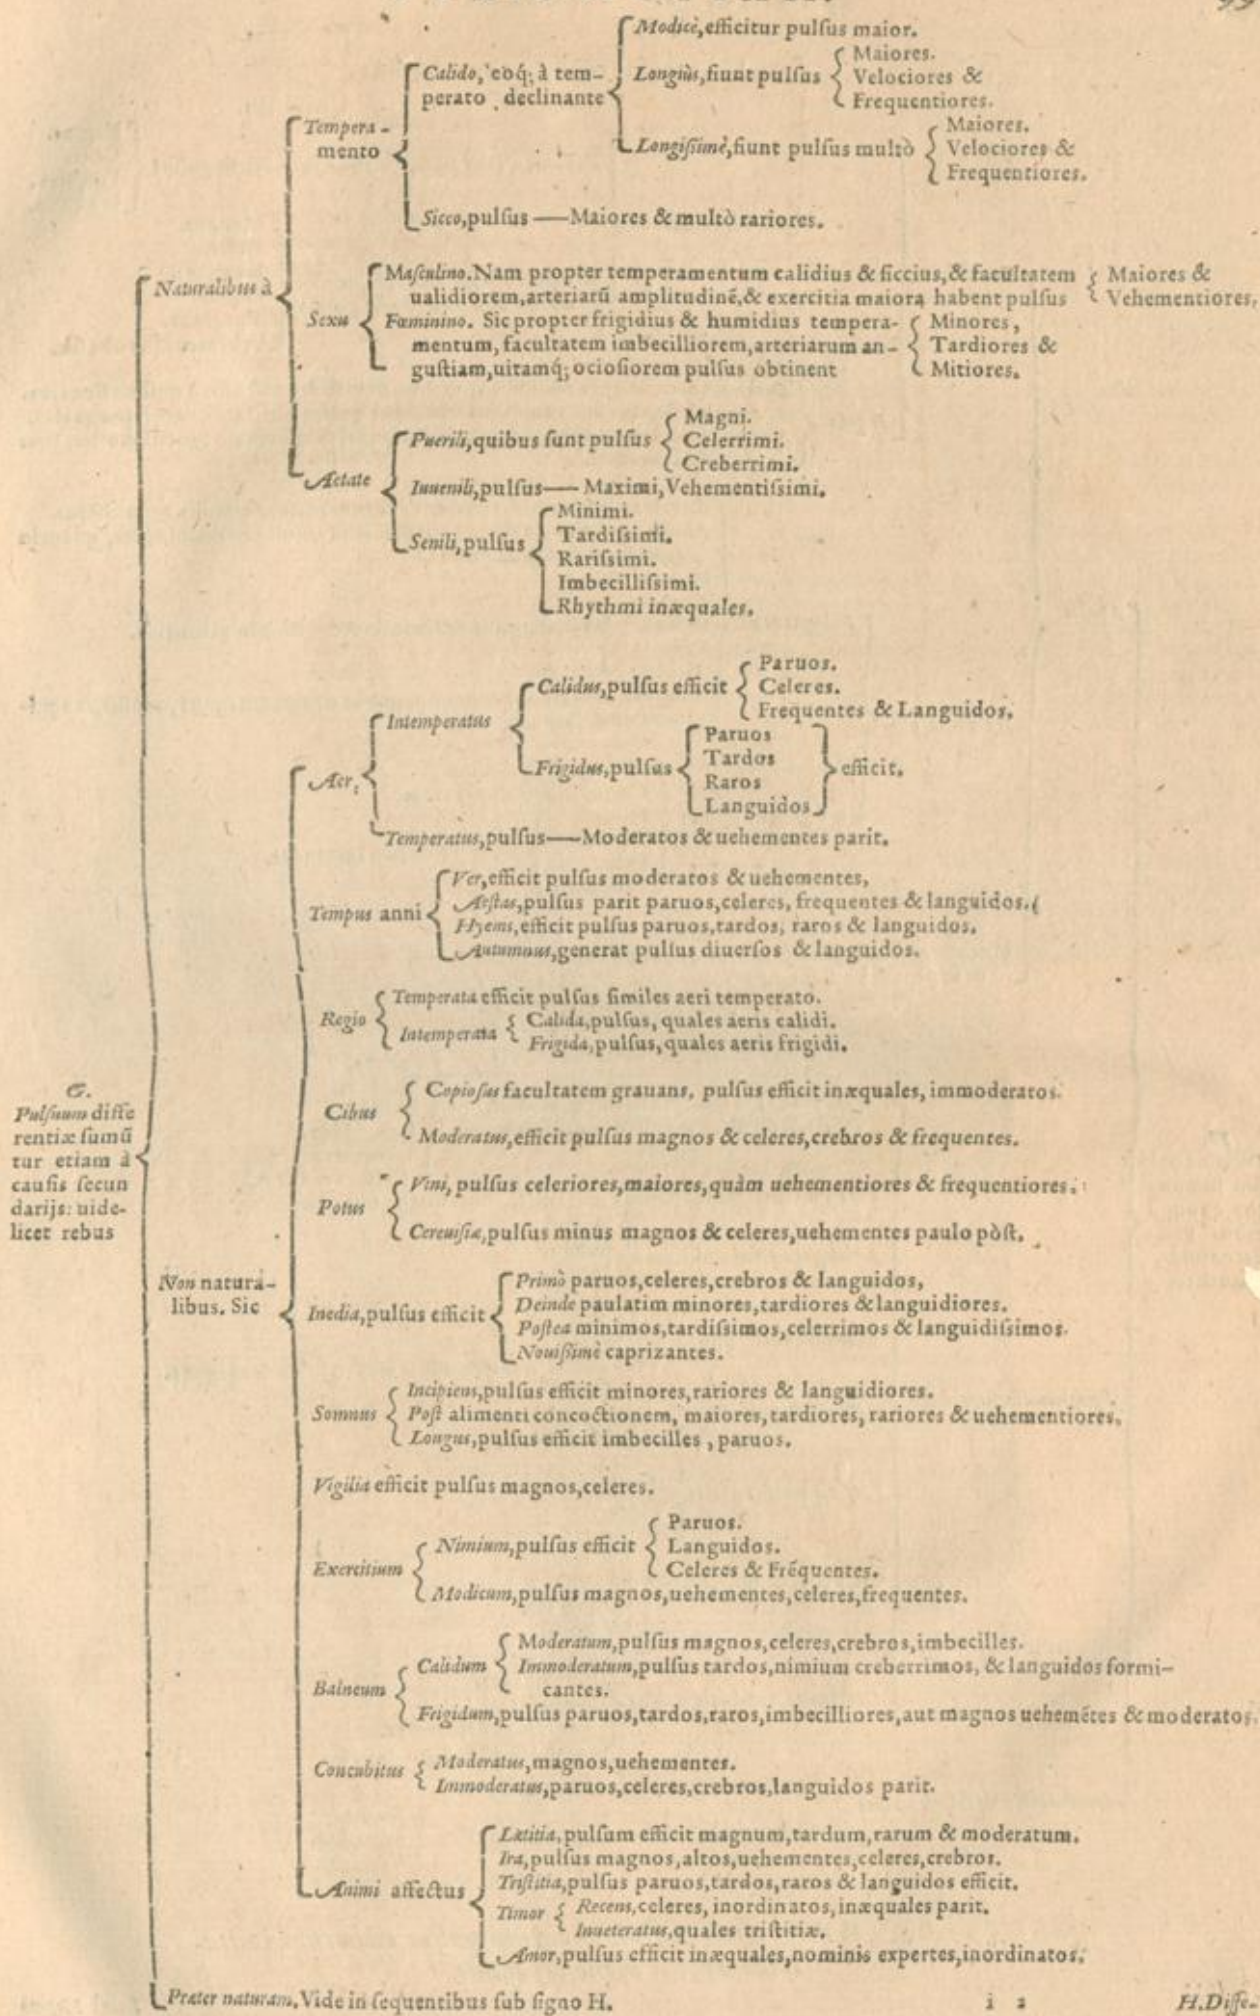 Modicè, efficitur pulſus maior.
Calido, eoq; à tem-
perato declinante
Longiùs, fiunt pulſus
Maiores.
Velociores &
Frequentiores.
Tempera-
mento
Longiſsimè, fiunt pulſus multò
Maiores.
Velociores &
Frequentiores.
Sicco, pulſus — Maiores & multò rariores.
Naturalibus à
Sexu
Maſculino. Nam propter temperamentum calidius & ſiccius, & facultatem
ualidiorem, arteriarū amplitudinē, & exercitia maiora habent pulſus
Maiores &
Vehementiores,
Fœminino. Sic propter frigidius & humidius tempera-
mentum, facultatem imbecilliorem, arteriarum an-
guſtiam, uitamq; ocioſiorem pulſus obtinent
Minores,
Tardiores &
Mitiores.
Aetate
Puerili, quibus ſunt pulſus
Magni.
Celerrimi.
Creberrimi.
Iuuenili, pulſus — Maximi, Vehementiſsimi.
Senili, pulſus
Minimi.
Tardiſsimi.
Rariſsimi.
Imbecilliſsimi.
Rhythmi inæquales.
Aer,
Intemperatus
Calidus, pulſus efficit
Paruos.
Celeres.
Frequentes & Languidos.
Frigidus, pulſus
Paruos
Tardos
Raros
Languidos
efficit.
Temperatus, pulſus — Moderatos & uehementes parit.
Tempus anni
Ver, efficit pulſus moderatos & uehementes,
Aeſtas, pulſus parit paruos, celeres, frequentes & languidos.
Hyems, efficit pulſus paruos, tardos, raros & languidos.
Autumnus, generat pulſus diuerſos & languidos.
Regio
Temperata efficit pulſus ſimiles aeri temperato.
Intemperata
Calida, pulſus, quales aeris calidi.
Frigida, pulſus, quales aeris frigidi.
G.
Pulſuum diffe
rentiæ ſumū
tur etiam à
cauſis ſecun
darijs: uide-
licet rebus
Cibus
Copioſus facultatem grauans, pulſus efficit inæquales, immoderatos.
Moderatus, efficit pulſus magnos & celeres, crebros & frequentes.
Potus
Vini, pulſus celeriores, maiores, quàm uehementiores & frequentiores.
Cereuiſiæ, pulſus minus magnos & celeres, uehementes paulo pòſt.
Non natura-
libus. Sic
Inedia, pulſus efficit
Primò paruos, celeres, crebros & languidos,
Deinde paulatim minores, tardiores & languidiores.
Poſtea minimos, tardiſsimos, celerrimos & languidiſsimos.
Nouiſsimè caprizantes.
Somnus
Incipiens, pulſus efficit minores, rariores & languidiores.
Poſt alimenti concoctionem, maiores, tardiores, rariores & uehementiores.
Longus, pulſus efficit imbecilles, paruos.
Vigilia efficit pulſus magnos, celeres.
Exercitium
Nimium, pulſus efficit
Paruos.
Languidos.
Celeres & Frequentes.
Modicum, pulſus magnos, uehementes, celeres, frequentes.
Balneum
Calidum
Moderatum, pulſus magnos, celeres, crebros, imbecilles.
Immoderatum, pulſus tardos, nimium creberrimos, & languidos formi-
cantes.
Frigidum, pulſus paruos, tardos, raros, imbecilliores, aut magnos uehemētes & moderatos.
Concubitus
Moderatus, magnos, uehementes.
Immoderatus, paruos, celeres, crebros, languidos parit.
Animi affectus
Lætitia, pulſum efficit magnum, tardum, rarum & moderatum.
Ira, pulſus magnos, altos, uehementes, celeres, crebros.
Triſtitia, pulſus paruos, tardos, raros & languidos efficit.
Timor
Recens, celeres, inordinatos, inæquales parit.
Inueteratus, quales triſtitiæ.
Amor, pulſus efficit inæquales, nominis expertes, inordinatos.
Præter naturam. Vide in ſequentibus ſub ſigno H.
i 2
H. Diffe